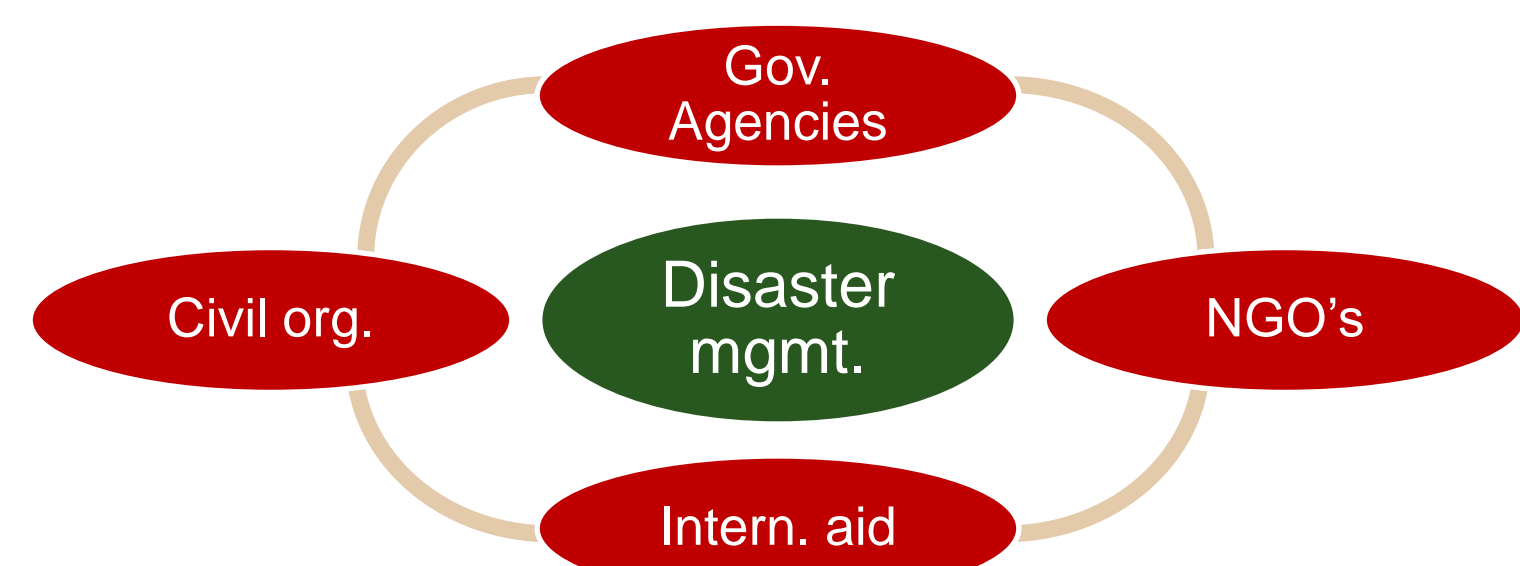 Gov.
Agencies
Civil org.
Disaster
mgmt.
NGO’s
Intern. aid